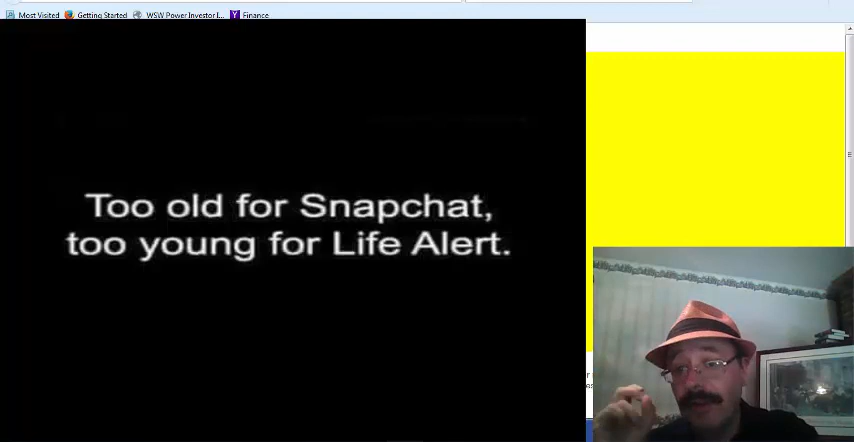 Most Visited Getting Started WSW Power Investor I... Finance
Too old for Snapchat,
too young for Life Alert.